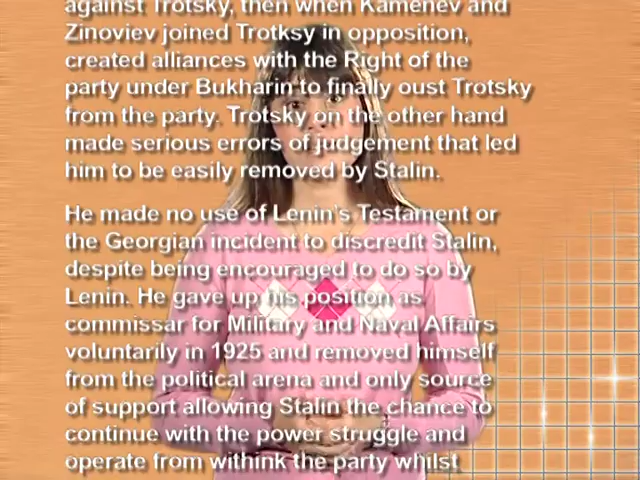 against Trotsky, then when Kamenev and
Zinoviev joined Trotksy in opposition,
created alliances with the Right of the
party under Bukharin to finally oust Trotsky
from the party. Trotsky on the other hand
made serious errors of judgement that led
him to be easily removed by Stalin.
He made no use of Lenin's Testament or
the Georgian incident to discredit Stalin,
despite being encouraged to do so by
Lenin. He gave up his position as
commissar for Military and Naval Affairs
voluntarily in 1925 and removed himself
from the political arena and only source
of support allowing Stalin the chance to
continue with the power struggle and
operate from withink the party whilst